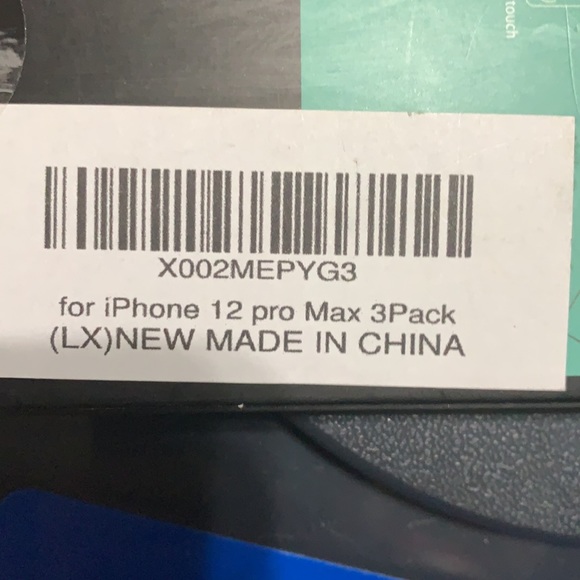 touch
X002MEPYG3
for iPhone 12 pro Max 3Pack
(LX)NEW MADE IN CHINA